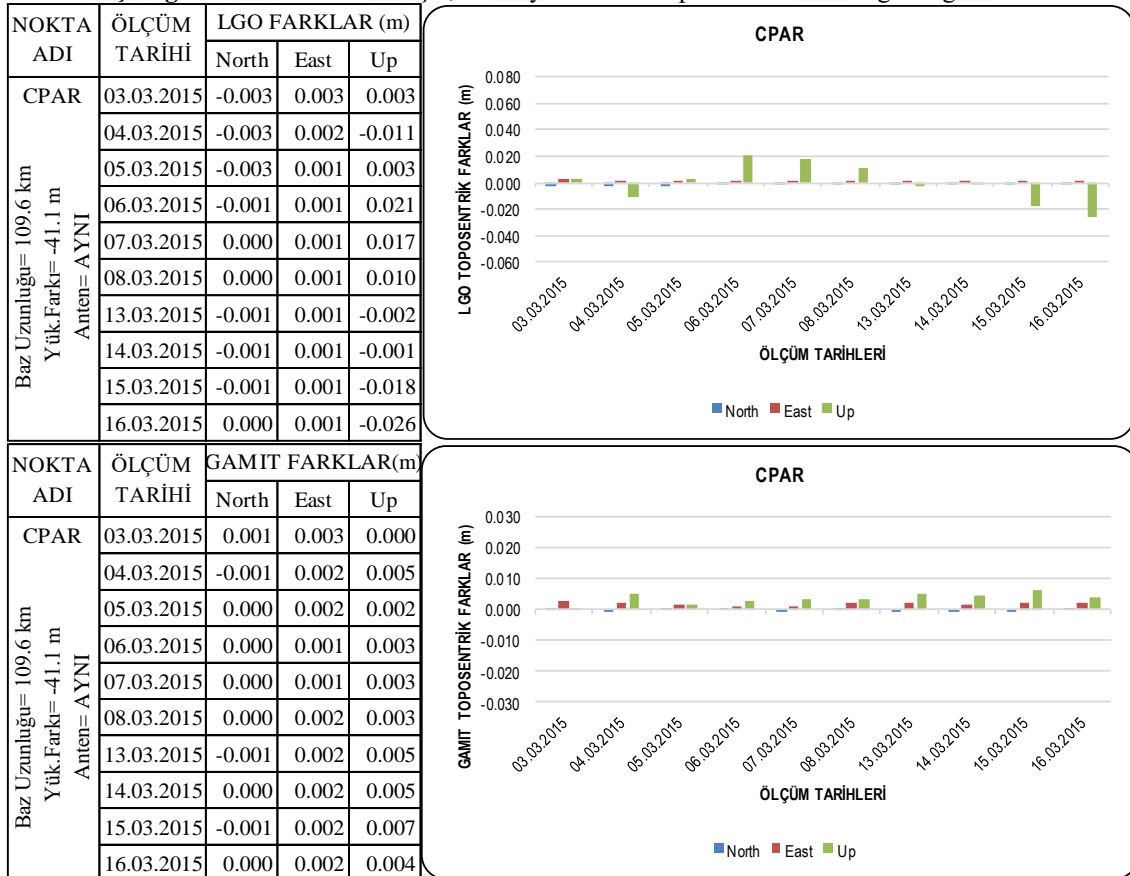 NOKTA ADI ÖLÇÜM TARİHİ LGO FARKLAR (m)
North East Up
CPAR 03.03.2015 -0.003 0.003 0.003
04.03.2015 -0.003 0.002 -0.011
05.03.2015 -0.003 0.001 0.003
06.03.2015 -0.001 0.001 0.021
07.03.2015 0.000 0.001 0.017
08.03.2015 0.000 0.001 0.010
13.03.2015 -0.001 0.001 -0.002
14.03.2015 -0.001 0.001 -0.001
15.03.2015 -0.001 0.001 -0.018
16.03.2015 0.000 0.001 -0.026
Baz Uzunluğu= 109.6 km
Yük.Farkı= -41.1 m
Anten= AYNI
CPAR
LGO TOPOSENTRİK FARKLAR (m)
0.080
0.060
0.040
0.020
0.000
-0.020
-0.040
-0.060
03.03.2015 04.03.2015 05.03.2015 06.03.2015 07.03.2015 08.03.2015 13.03.2015 14.03.2015 15.03.2015 16.03.2015
ÖLÇÜM TARİHLERİ
North East Up
NOKTA ADI ÖLÇÜM TARİHİ GAMIT FARKLAR(m)
North East Up
CPAR 03.03.2015 0.001 0.003 0.000
04.03.2015 -0.001 0.002 0.005
05.03.2015 0.000 0.002 0.002
06.03.2015 0.000 0.001 0.003
07.03.2015 0.000 0.001 0.003
08.03.2015 0.000 0.002 0.003
13.03.2015 -0.001 0.002 0.005
14.03.2015 0.000 0.002 0.005
15.03.2015 -0.001 0.002 0.007
16.03.2015 0.000 0.002 0.004
Baz Uzunluğu= 109.6 km
Yük.Farkı= -41.1 m
Anten= AYNI
CPAR
GAMIT TOPOSENTRİK FARKLAR (m)
0.030
0.020
0.010
0.000
-0.010
-0.020
-0.030
03.03.2015 04.03.2015 05.03.2015 06.03.2015 07.03.2015 08.03.2015 13.03.2015 14.03.2015 15.03.2015 16.03.2015
ÖLÇÜM TARİHLERİ
North East Up